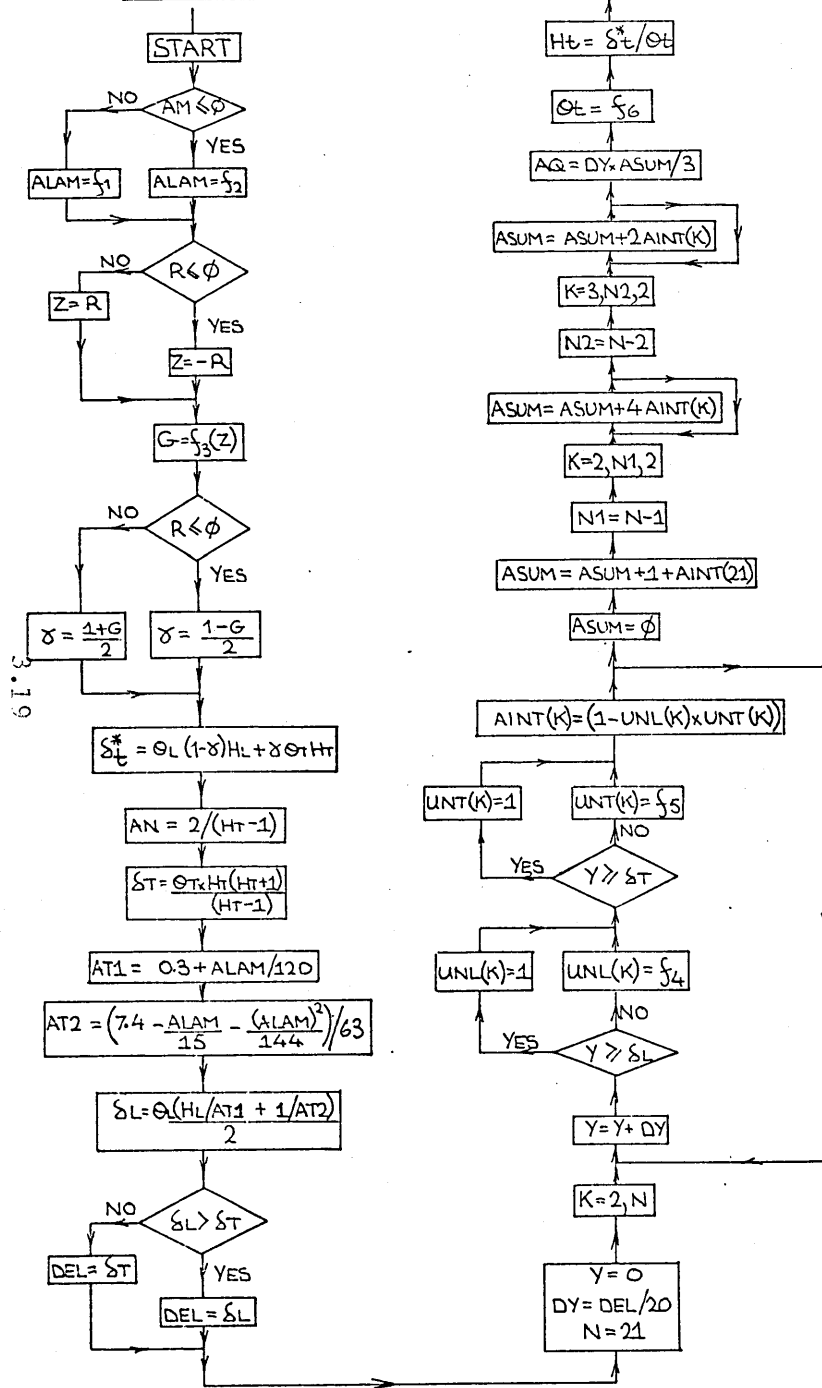 START
AM ≤ ϕ
NO
YES
ALAM=f1
ALAM=f2
R ≤ ϕ
NO
YES
Z=R
Z=-R
G=f3(Z)
R ≤ ϕ
NO
YES
γ = 1+G/2
γ = 1-G/2
3.19
δ*t = ΘL(1-γ)HL+γΘTHT
AN = 2/(HT-1)
δT=ΘT×HT(HT+1)/(HT-1)
AT1 = 0.3+ALAM/120
AT2 = (7.4 - ALAM/15 - (ALAM)²/144)/63
δL=ΘL(HL/AT1 + 1/AT2)/2
δL > δT
NO
YES
DEL=δT
DEL=δL
Y=0
DY=DEL/20
N=21
K=2,N
Y=Y+DY
Y ≥ δL
YES
NO
UNL(K)=1
UNL(K)=f4
Y ≥ δT
YES
NO
UNT(K)=1
UNT(K)=f5
AINT(K)=(1-UNL(K)×UNT(K))
ASUM=ϕ
ASUM=ASUM+1+AINT(21)
N1=N-1
K=2,N1,2
ASUM=ASUM+4AINT(K)
N2=N-2
K=3,N2,2
ASUM=ASUM+2AINT(K)
AQ=DY×ASUM/3
Θt=f6
Ht=δ*t/Θt